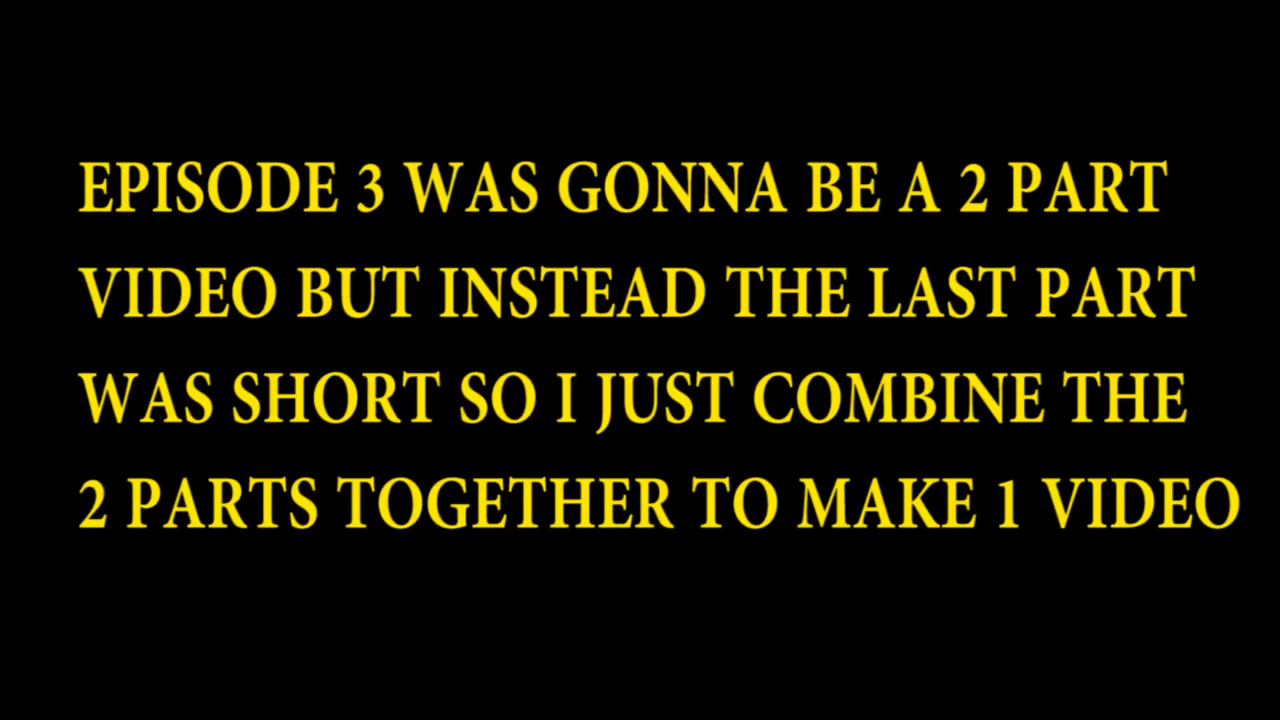 EPISODE 3 WAS GONNA BE A 2 PART
VIDEO BUT INSTEAD THE LAST PART
WAS SHORT SO I JUST COMBINE THE
2 PARTS TOGETHER TO MAKE 1 VIDEO